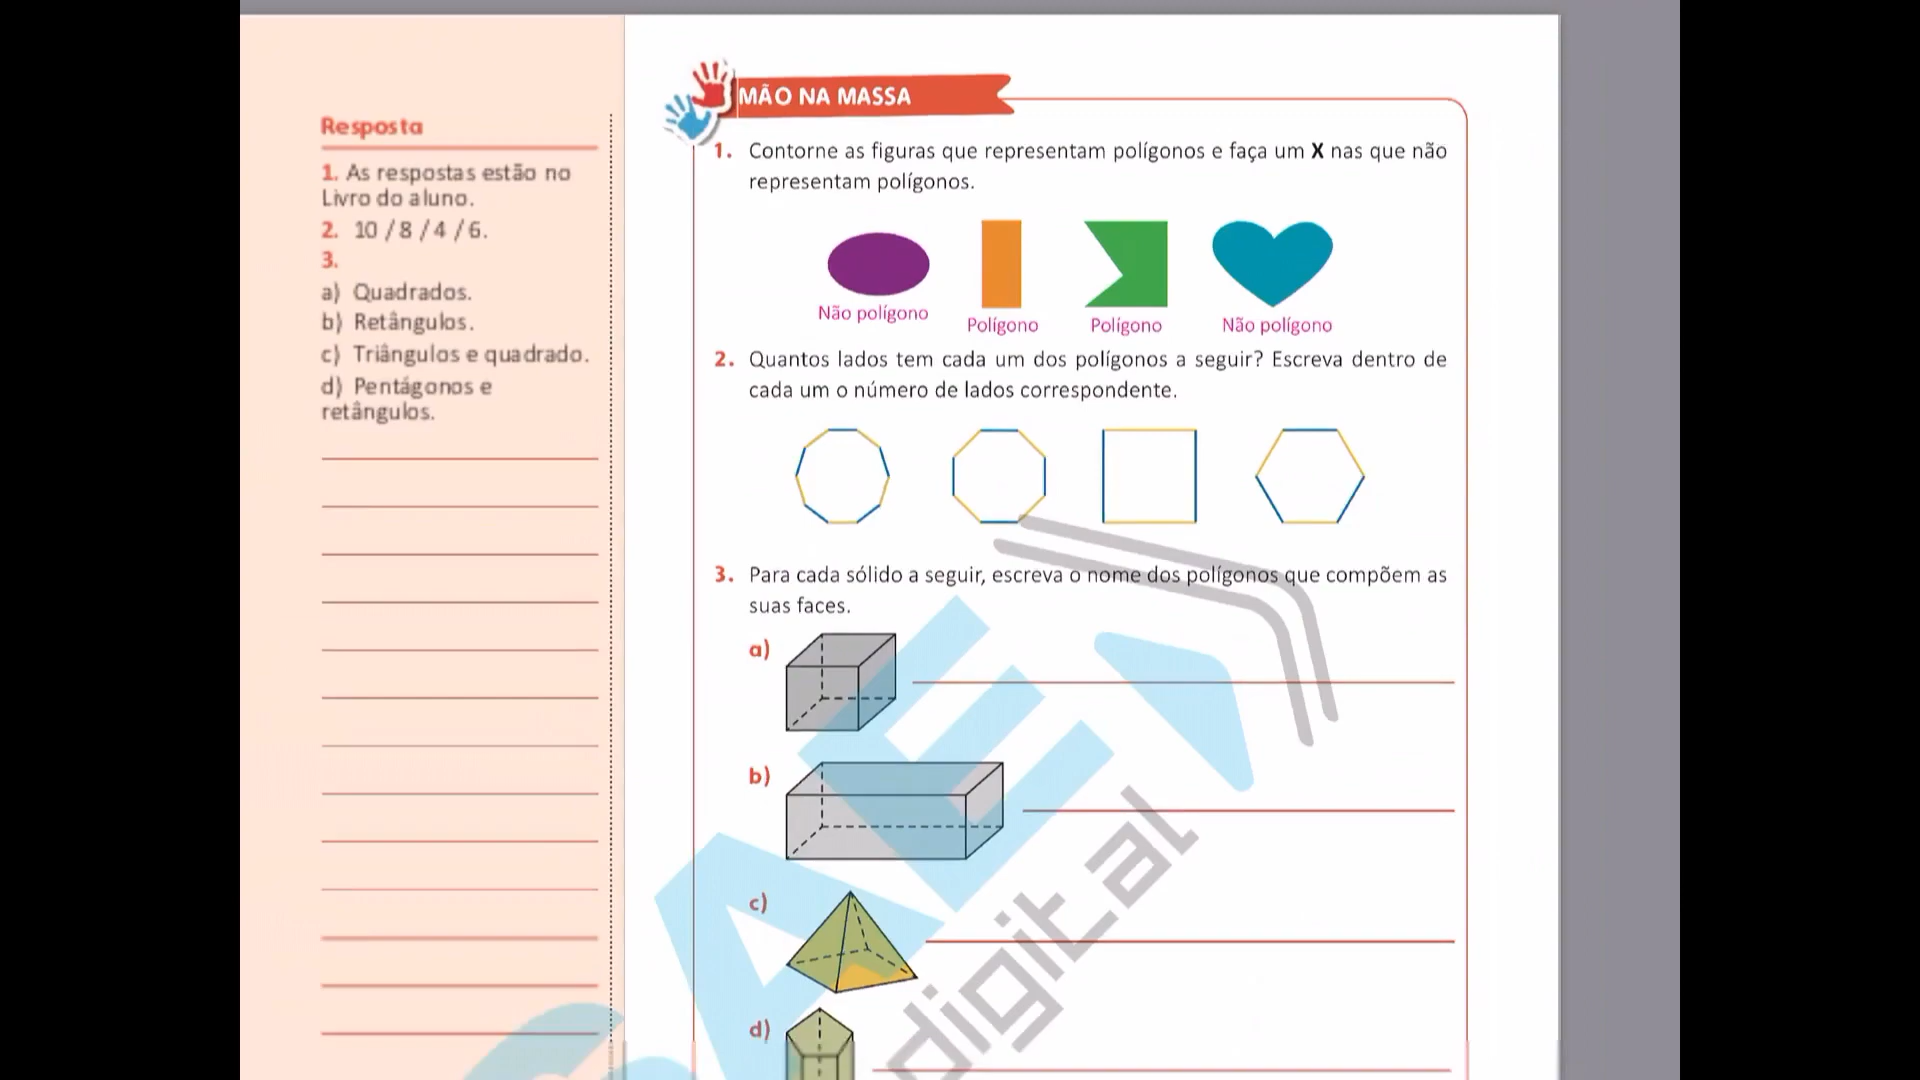 Resposta
1. As respostas estão no
Livro do aluno.
2. 10 / 8 / 4 / 6.
3.
a) Quadrados.
b) Retângulos.
c) Triângulos e quadrado.
d) Pentágonos e
retângulos.
MÃO NA MASSA
1. Contorne as figuras que representam polígonos e faça um X nas que não
representam polígonos.
Não polígono
Polígono
Polígono
Não polígono
2. Quantos lados tem cada um dos polígonos a seguir? Escreva dentro de
cada um o número de lados correspondente.
3. Para cada sólido a seguir, escreva o nome dos polígonos que compõem as
suas faces.
a)
b)
c)
d)
SAE
digital